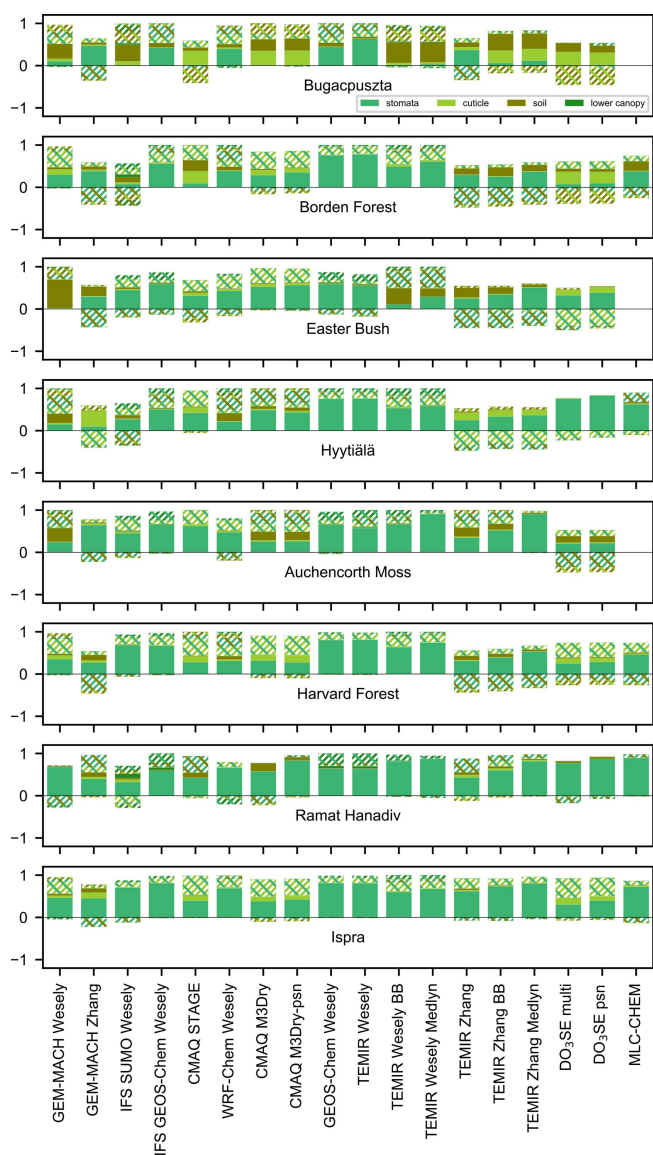 1
0
−1
Bugacpuszta
stomata cuticle soil lower canopy
1
0
−1
Borden Forest
1
0
−1
Easter Bush
1
0
−1
Hyytiälä
1
0
−1
Auchencorth Moss
1
0
−1
Harvard Forest
1
0
−1
Ramat Hanadiv
1
0
−1
Ispra
GEM-MACH Wesely
GEM-MACH Zhang
IFS SUMO Wesely
IFS GEOS-Chem Wesely
CMAQ STAGE
WRF-Chem Wesely
CMAQ M3Dry
CMAQ M3Dry-psn
GEOS-Chem Wesely
TEMIR Wesely
TEMIR Wesely BB
TEMIR Wesely Medlyn
TEMIR Zhang
TEMIR Zhang BB
TEMIR Zhang Medlyn
DO₃SE multi
DO₃SE psn
MLC-CHEM